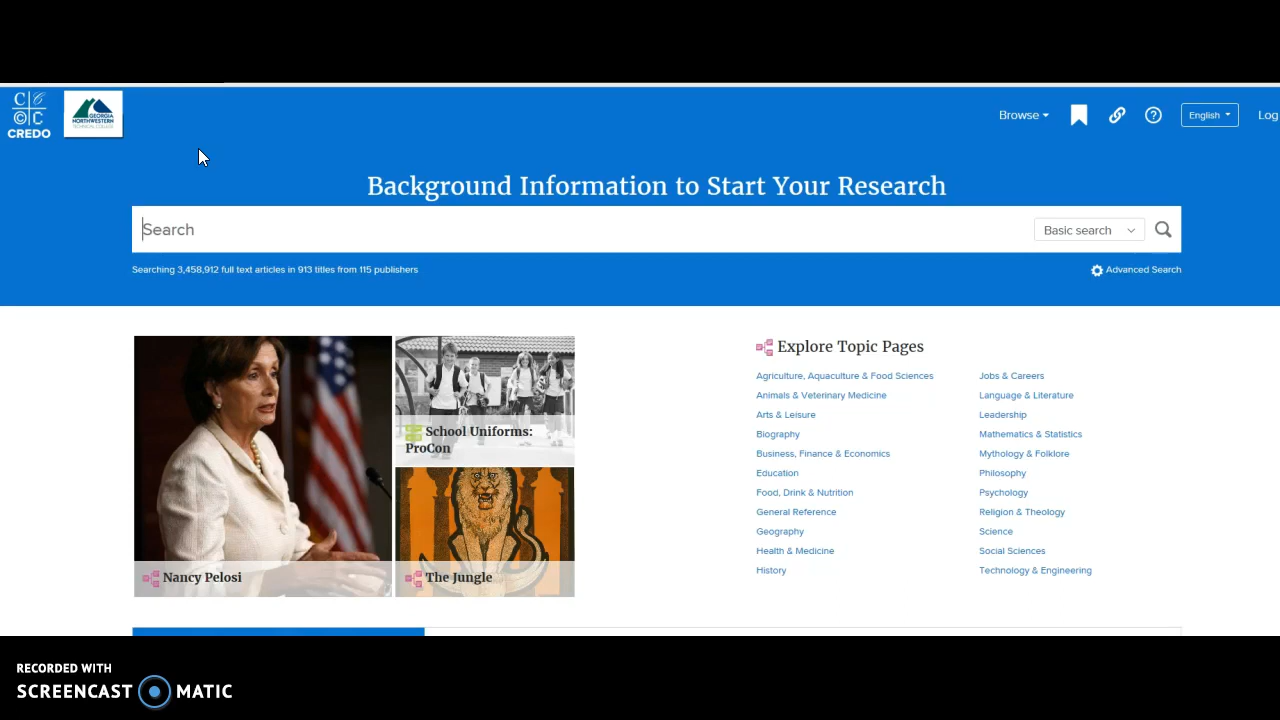 C C
© C
CREDO
GEORGIA
NORTHWESTERN
TECHNICAL COLLEGE
Browse
?
English
Log
Background Information to Start Your Research
Search
Basic search
Searching 3,458,912 full text articles in 913 titles from 115 publishers
Advanced Search
School Uniforms:
ProCon
Nancy Pelosi
The Jungle
Explore Topic Pages
Agriculture, Aquaculture & Food Sciences
Animals & Veterinary Medicine
Arts & Leisure
Biography
Business, Finance & Economics
Education
Food, Drink & Nutrition
General Reference
Geography
Health & Medicine
History
Jobs & Careers
Language & Literature
Leadership
Mathematics & Statistics
Mythology & Folklore
Philosophy
Psychology
Religion & Theology
Science
Social Sciences
Technology & Engineering
RECORDED WITH
SCREENCAST MATIC